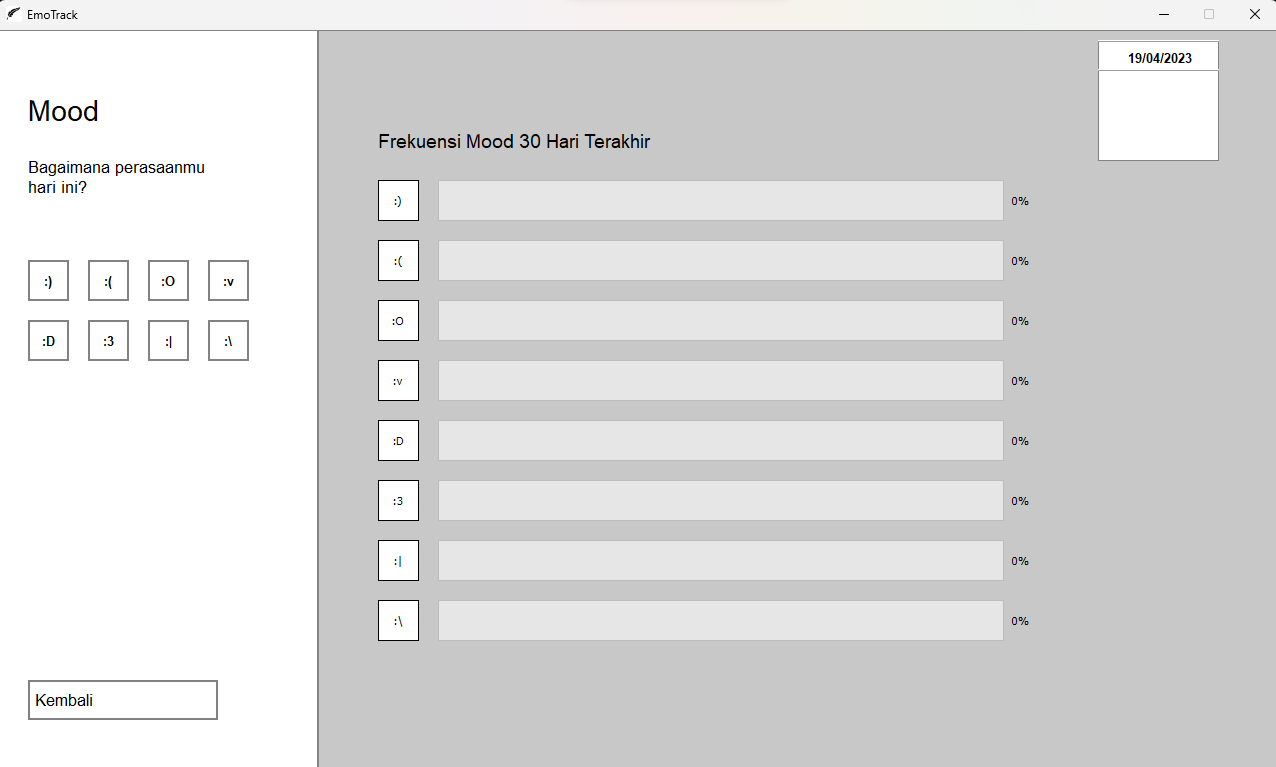 EmoTrack
Mood
Bagaimana perasaanmu
hari ini?
:) :( :O :v
:D :3 :| :\
Kembali
19/04/2023
Frekuensi Mood 30 Hari Terakhir
:) 0%
:( 0%
:O 0%
:v 0%
:D 0%
:3 0%
:| 0%
:\ 0%